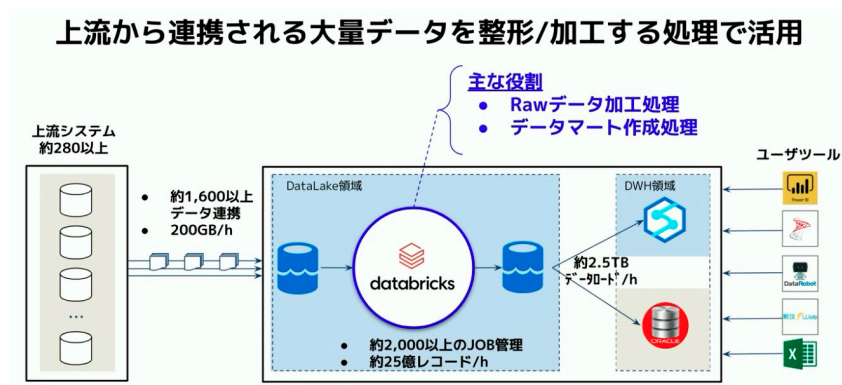 上流から連携される大量データを整形/加工する処理で活用
主な役割
● Rawデータ加工処理
● データマート作成処理
上流システム
約280以上
...
● 約1,600以上
データ連携
● 200GB/h
DataLake領域
databricks
● 約2,000以上のJOB管理
● 約25億レコード/h
約2.5TB
ﾃﾞｰﾀﾛｰﾄﾞ/h
DWH領域
ORACLE
ユーザツール
Power BI
DataRobot